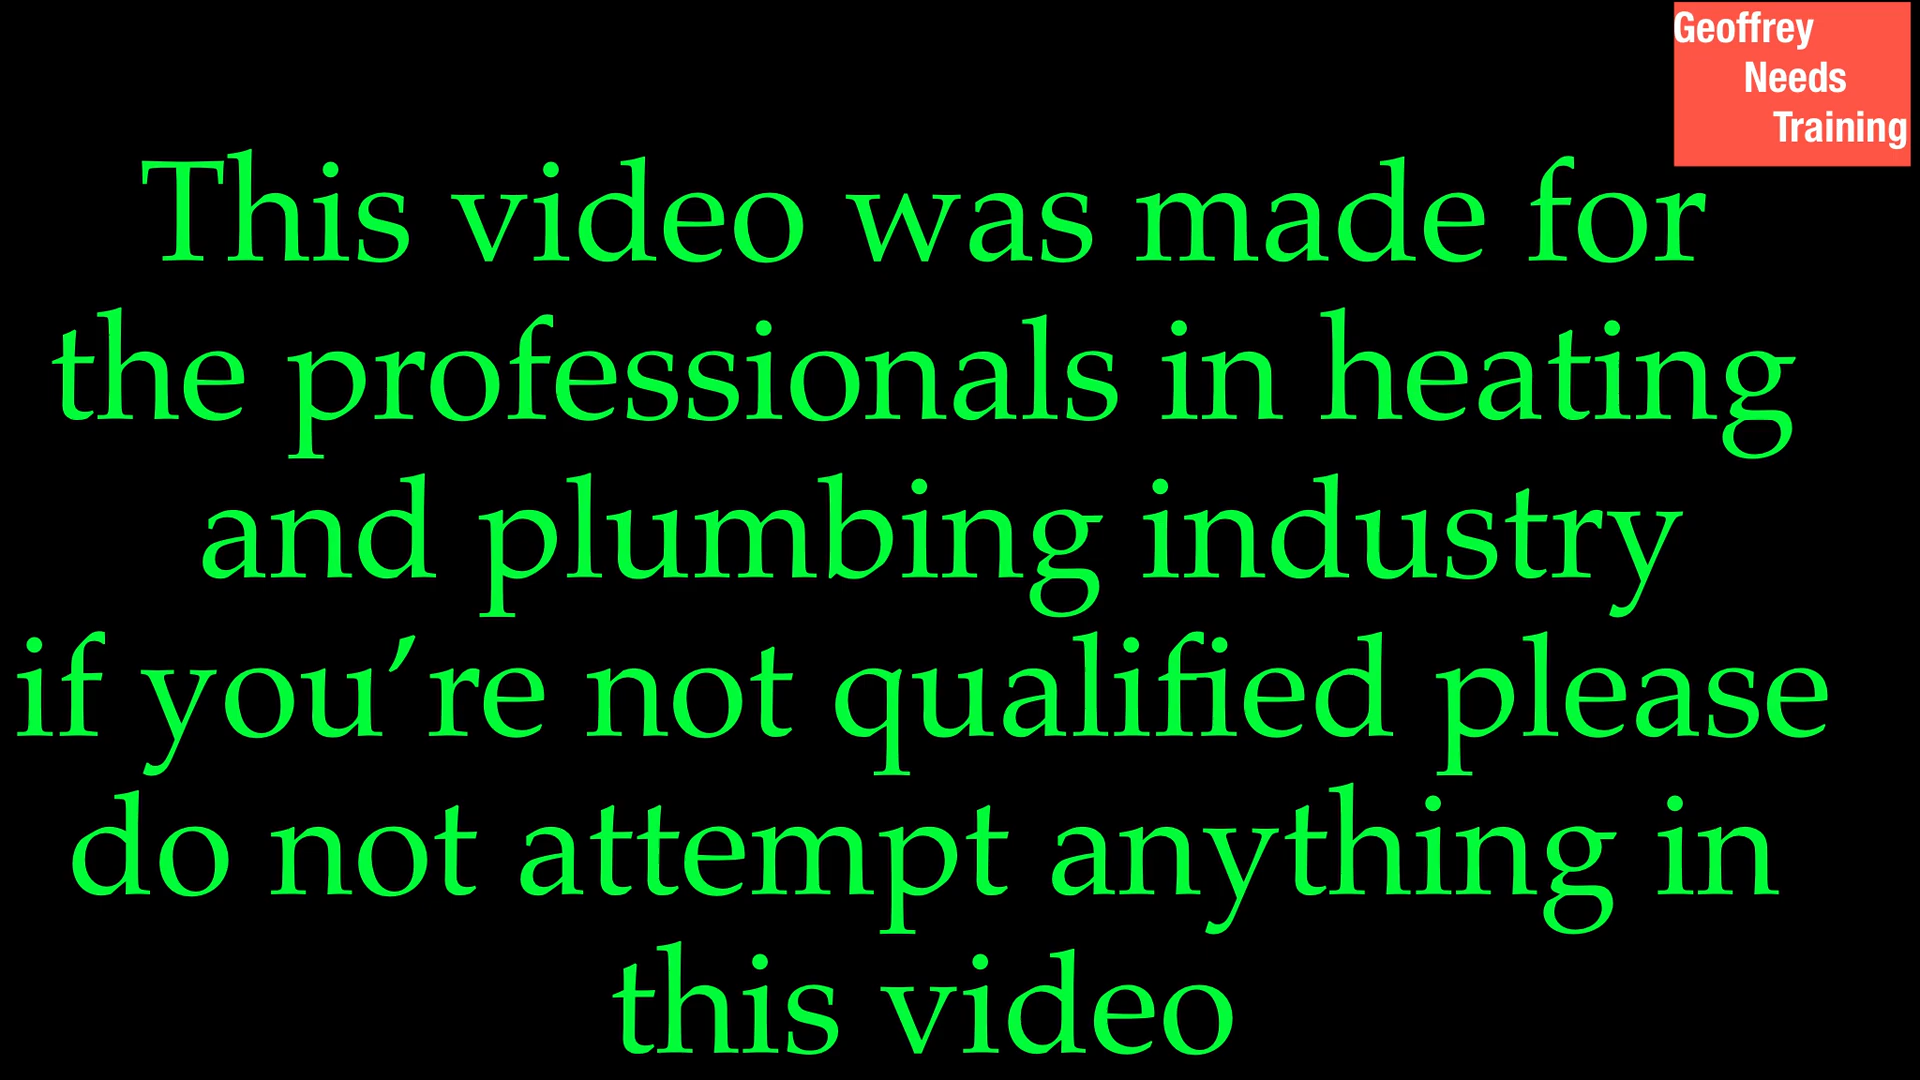 Geoffrey
Needs
Training
This video was made for
the professionals in heating
and plumbing industry
if you’re not qualified please
do not attempt anything in
this video